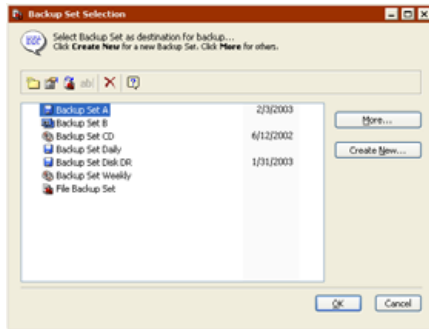 Backup Set Selection
Select Backup Set as destination for backup...
Click Create New for a new Backup Set. Click More for others.
Backup Set A 2/3/2003
Backup Set B
Backup Set CD 6/12/2002
Backup Set Daily
Backup Set Disk DR 1/31/2003
Backup Set Weekly
File Backup Set
More...
Create New...
OK Cancel